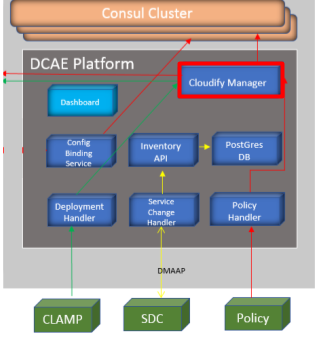 Consul Cluster
DCAE Platform
Cloudify Manager
Dashboard
Config
Binding
Service
Inventory
API
PostGres
DB
Deployment
Handler
Service
Change
Handler
Policy
Handler
DMAAP
CLAMP
SDC
Policy